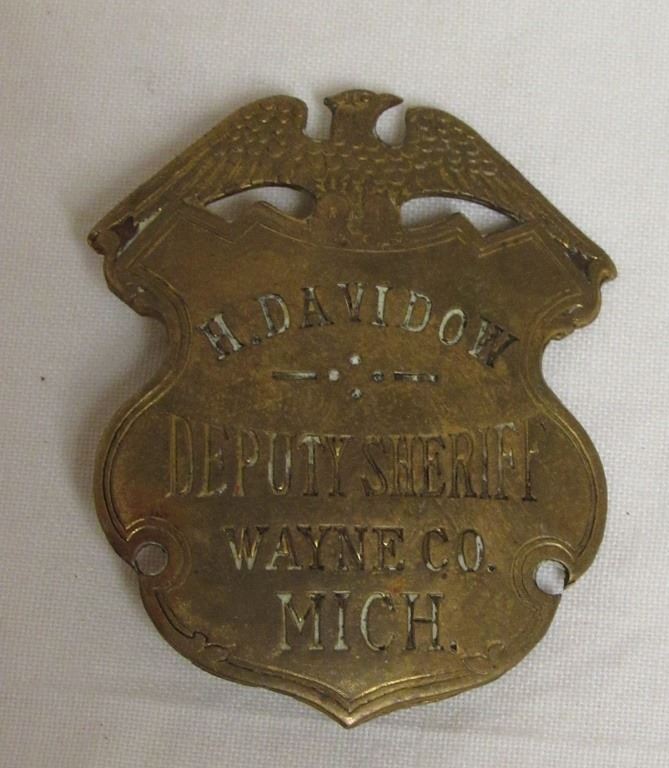 H. DAVIDOW
DEPUTY SHERIFF
WAYNE CO.
MICH.